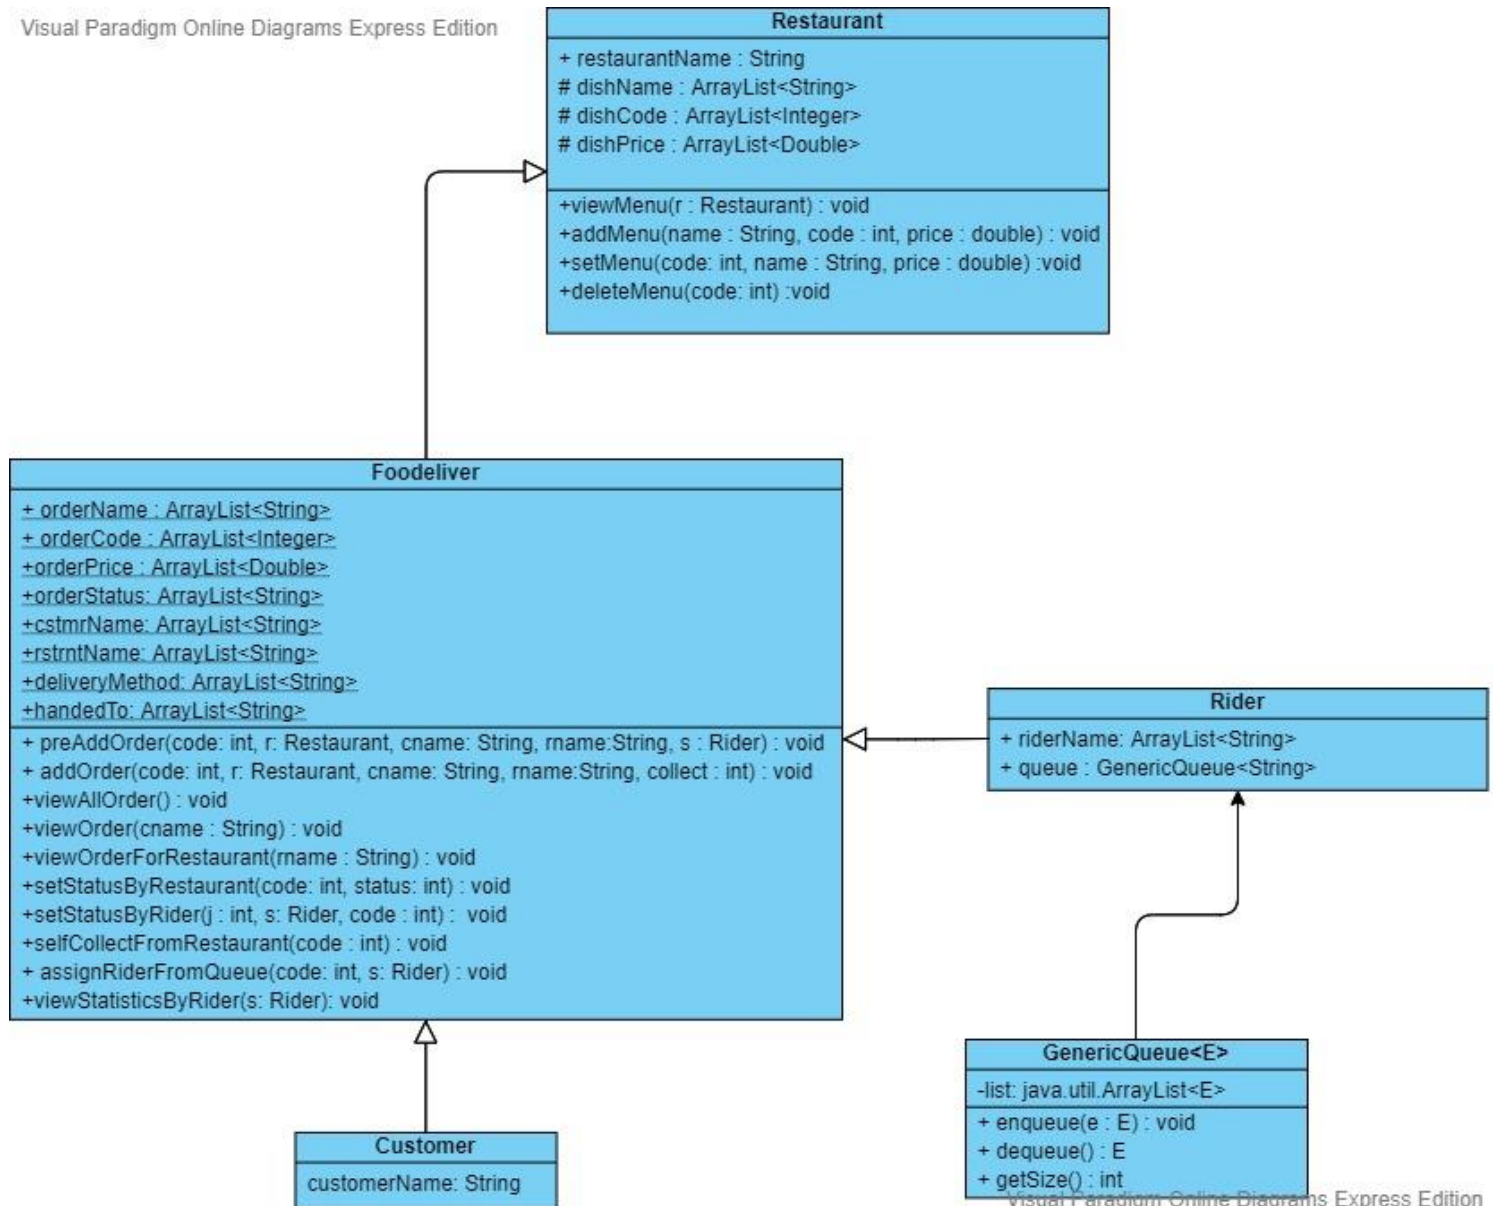 Visual Paradigm Online Diagrams Express Edition
Restaurant
+ restaurantName : String
# dishName : ArrayList<String>
# dishCode : ArrayList<Integer>
# dishPrice : ArrayList<Double>
+viewMenu(r : Restaurant) : void
+addMenu(name : String, code : int, price : double) : void
+setMenu(code: int, name : String, price : double) :void
+deleteMenu(code: int) :void
Foodeliver
+ orderName : ArrayList<String>
+ orderCode : ArrayList<Integer>
+orderPrice : ArrayList<Double>
+orderStatus: ArrayList<String>
+cstmrName: ArrayList<String>
+rstrntName: ArrayList<String>
+deliveryMethod: ArrayList<String>
+handedTo: ArrayList<String>
+ preAddOrder(code: int, r: Restaurant, cname: String, rname:String, s : Rider) : void
+ addOrder(code: int, r: Restaurant, cname: String, rname:String, collect : int) : void
+viewAllOrder() : void
+viewOrder(cname : String) : void
+viewOrderForRestaurant(rname : String) : void
+setStatusByRestaurant(code: int, status: int) : void
+setStatusByRider(j : int, s: Rider, code : int) :  void
+selfCollectFromRestaurant(code : int) : void
+ assignRiderFromQueue(code: int, s: Rider) : void
+viewStatisticsByRider(s: Rider): void
Rider
+ riderName: ArrayList<String>
+ queue : GenericQueue<String>
GenericQueue<E>
-list: java.util.ArrayList<E>
+ enqueue(e : E) : void
+ dequeue() : E
+ getSize() : int
Customer
customerName: String
Visual Paradigm Online Diagrams Express Edition